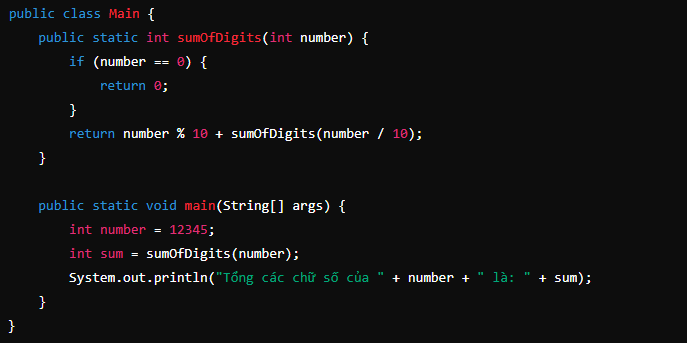 public class Main {
    public static int sumOfDigits(int number) {
        if (number == 0) {
            return 0;
        }
        return number % 10 + sumOfDigits(number / 10);
    }

    public static void main(String[] args) {
        int number = 12345;
        int sum = sumOfDigits(number);
        System.out.println("Tổng các chữ số của " + number + " là: " + sum);
    }
}